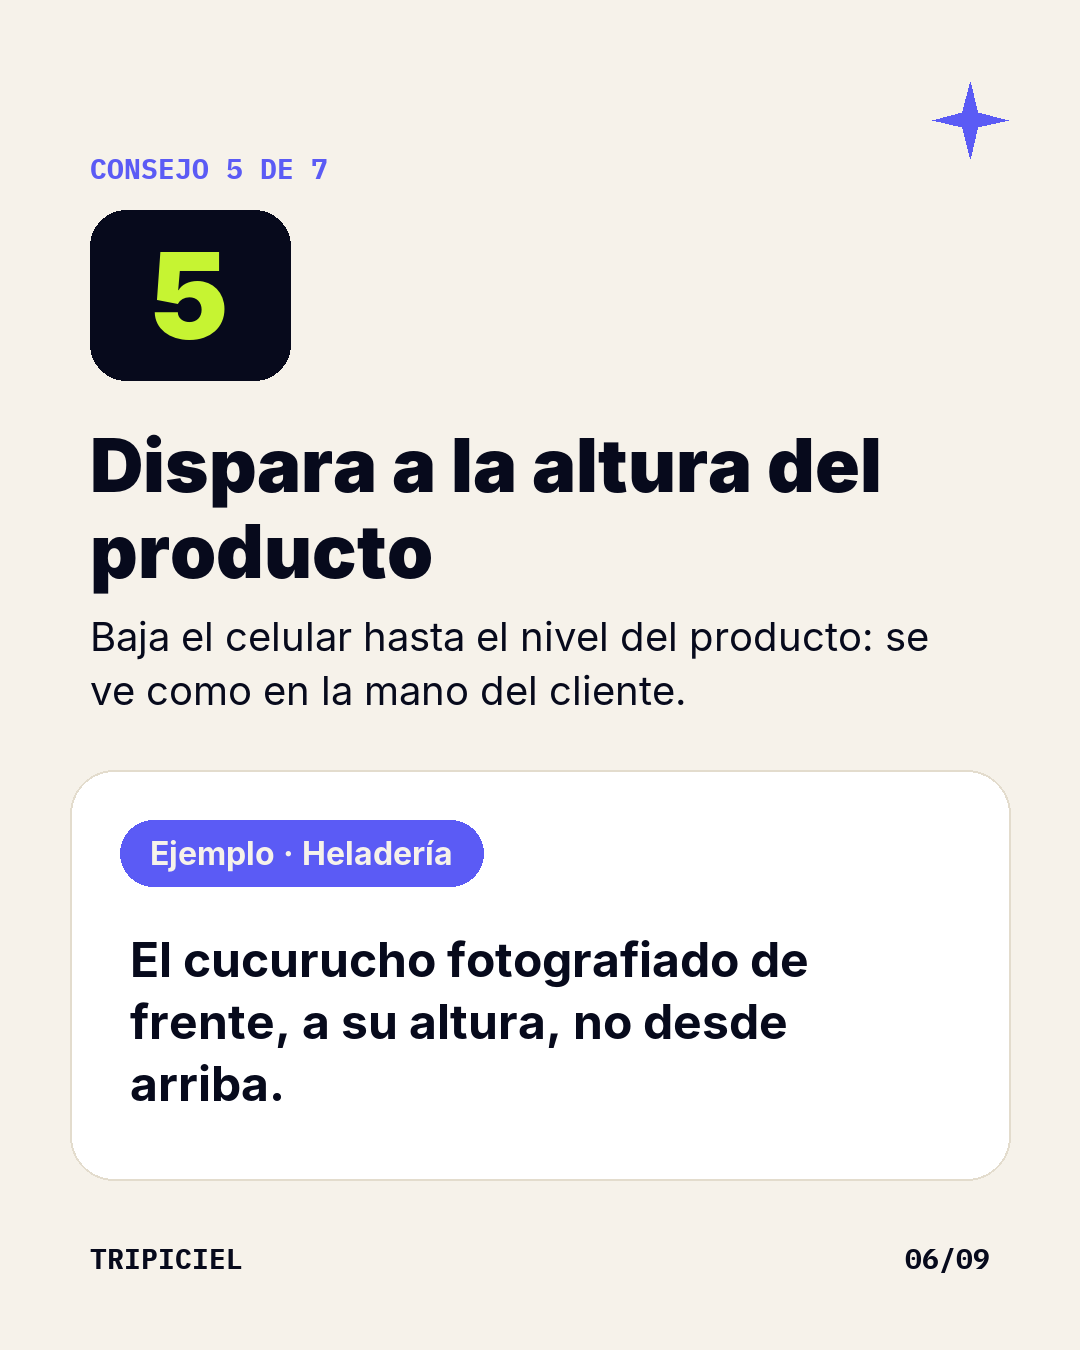 CONSEJO 5 DE 7
5
Dispara a la altura del
producto
Baja el celular hasta el nivel del producto: se
ve como en la mano del cliente.
Ejemplo · Heladería
El cucurucho fotografiado de
frente, a su altura, no desde
arriba.
TRIPICIEL
06/09